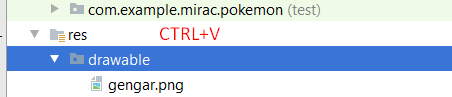 com.example.mirac.pokemon (test)
res CTRL+V
drawable
gengar.png